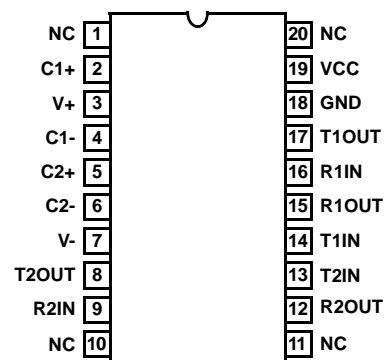 NC 1 20 NC
C1+ 2 19 VCC
V+ 3 18 GND
C1- 4 17 T1OUT
C2+ 5 16 R1IN
C2- 6 15 R1OUT
V- 7 14 T1IN
T2OUT 8 13 T2IN
R2IN 9 12 R2OUT
NC 10 11 NC